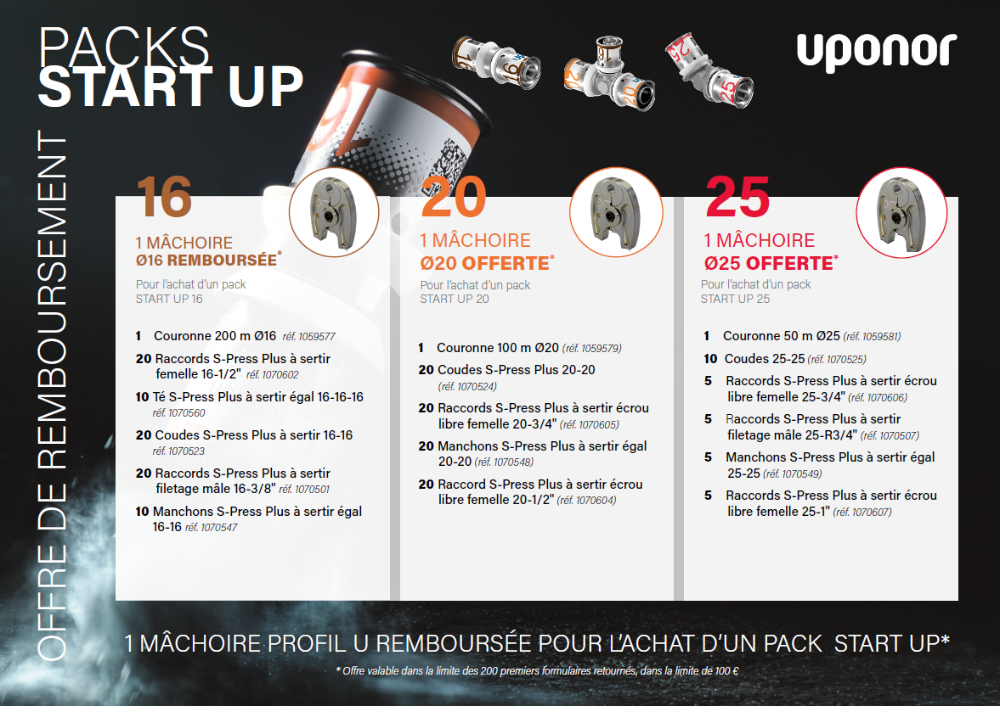 PACKS
START UP
uponor
OFFRE DE REMBOURSEMENT
16
1 MÂCHOIRE
Ø16 REMBOURSÉE*
Pour l'achat d'un pack
START UP 16
1 Couronne 200 m Ø16 réf. 1059577
20 Raccords S-Press Plus à sertir
femelle 16-1/2" réf. 1070602
10 Té S-Press Plus à sertir égal 16-16-16
réf. 1070560
20 Coudes S-Press Plus à sertir 16-16
réf. 1070523
20 Raccords S-Press Plus à sertir
filetage mâle 16-3/8" réf. 1070501
10 Manchons S-Press Plus à sertir égal
16-16 réf. 1070547
20
1 MÂCHOIRE
Ø20 OFFERTE*
Pour l'achat d'un pack
START UP 20
1 Couronne 100 m Ø20 (réf. 1059579)
20 Coudes S-Press Plus 20-20
(réf. 1070524)
20 Raccords S-Press Plus à sertir écrou
libre femelle 20-3/4" (réf. 1070605)
20 Manchons S-Press Plus à sertir égal
20-20 (réf. 1070548)
20 Raccord S-Press Plus à sertir écrou
libre femelle 20-1/2" (réf. 1070604)
25
1 MÂCHOIRE
Ø25 OFFERTE*
Pour l'achat d'un pack
START UP 25
1 Couronne 50 m Ø25 (réf. 1059581)
10 Coudes 25-25 (réf. 1070525)
5 Raccords S-Press Plus à sertir écrou
libre femelle 25-3/4" (réf. 1070606)
5 Raccords S-Press Plus à sertir
filetage mâle 25-R3/4" (réf. 1070507)
5 Manchons S-Press Plus à sertir égal
25-25 (réf. 1070549)
5 Raccords S-Press Plus à sertir écrou
libre femelle 25-1" (réf. 1070607)
1 MÂCHOIRE PROFIL U REMBOURSÉE POUR L'ACHAT D'UN PACK START UP*
* Offre valable dans la limite des 200 premiers formulaires retournés, dans la limite de 100 €
16
16
16
20
20
25
25